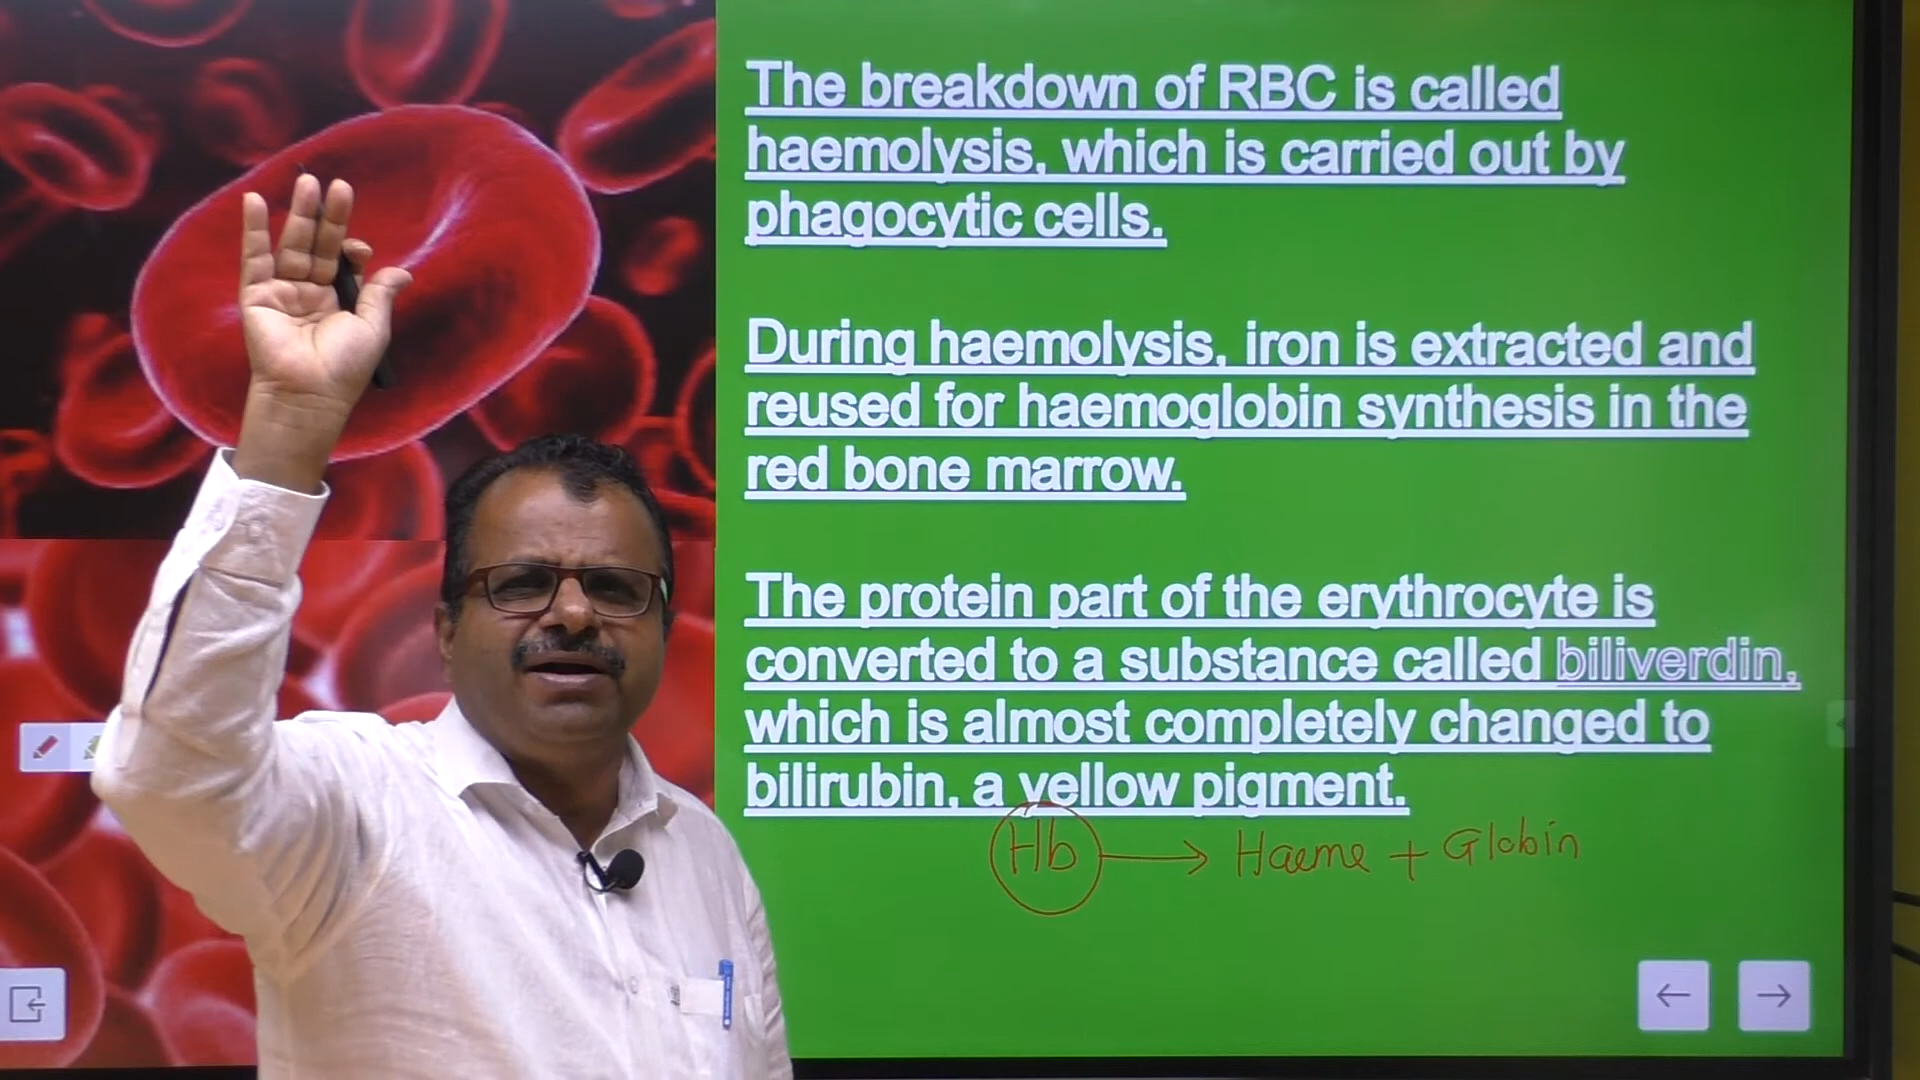 The breakdown of RBC is called
haemolysis, which is carried out by
phagocytic cells.
During haemolysis, iron is extracted and
reused for haemoglobin synthesis in the
red bone marrow.
The protein part of the erythrocyte is
converted to a substance called biliverdin,
which is almost completely changed to
bilirubin, a yellow pigment.
Hb → Haeme + Globin